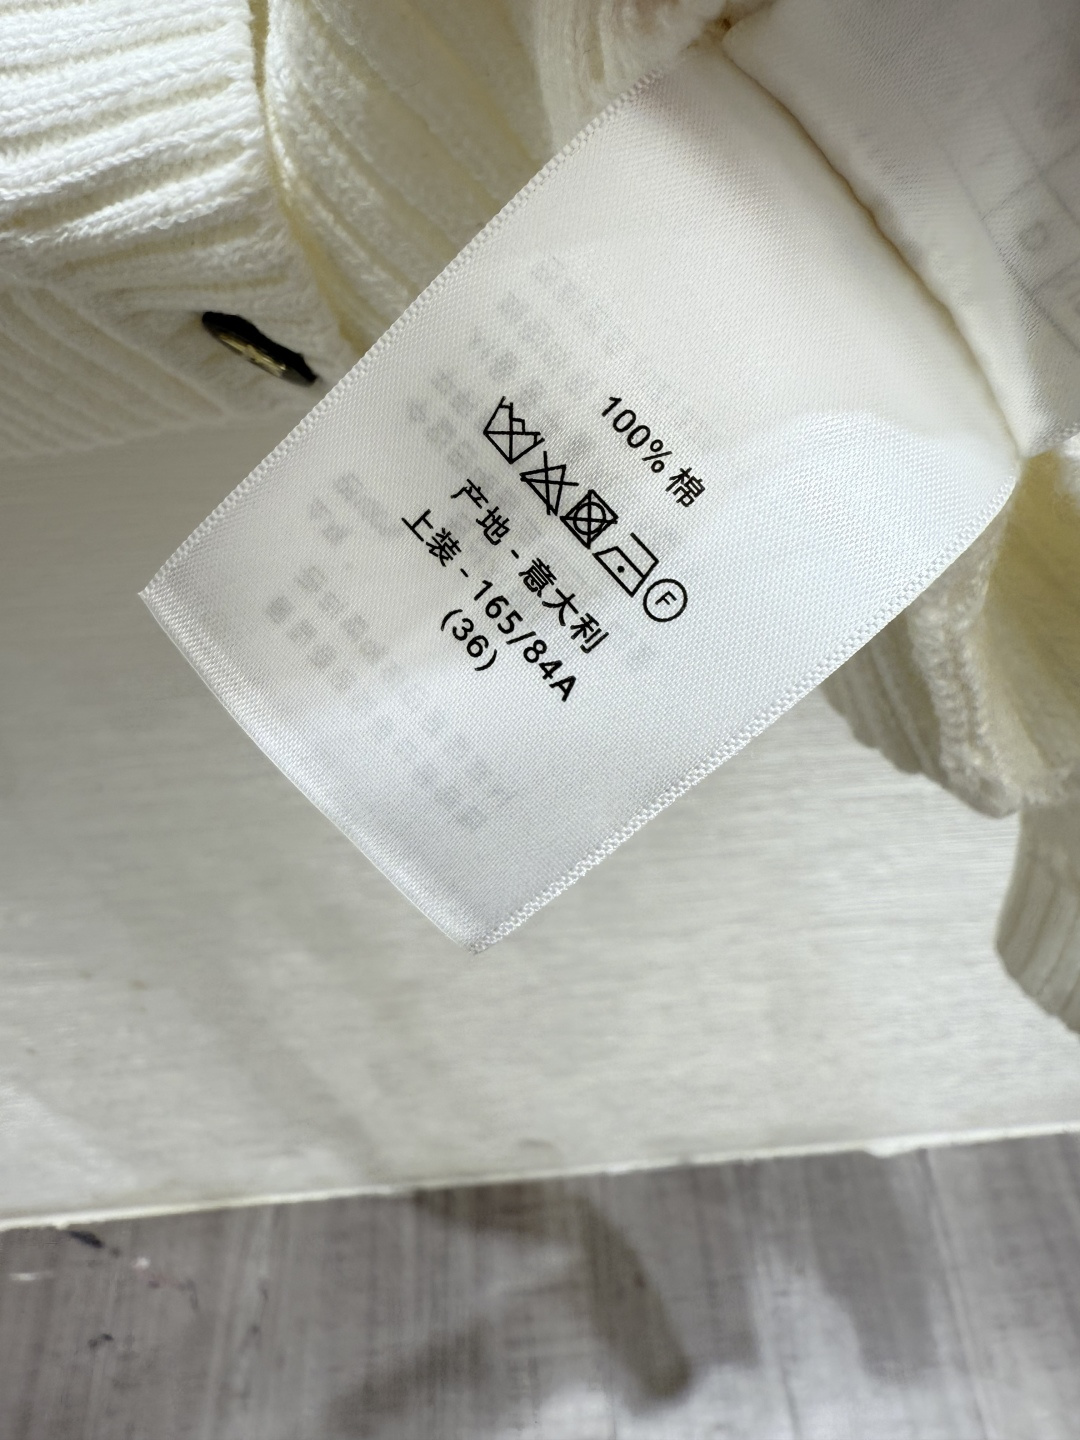 100% 棉
F
产地 - 意大利
上装 - 165/84A
(36)